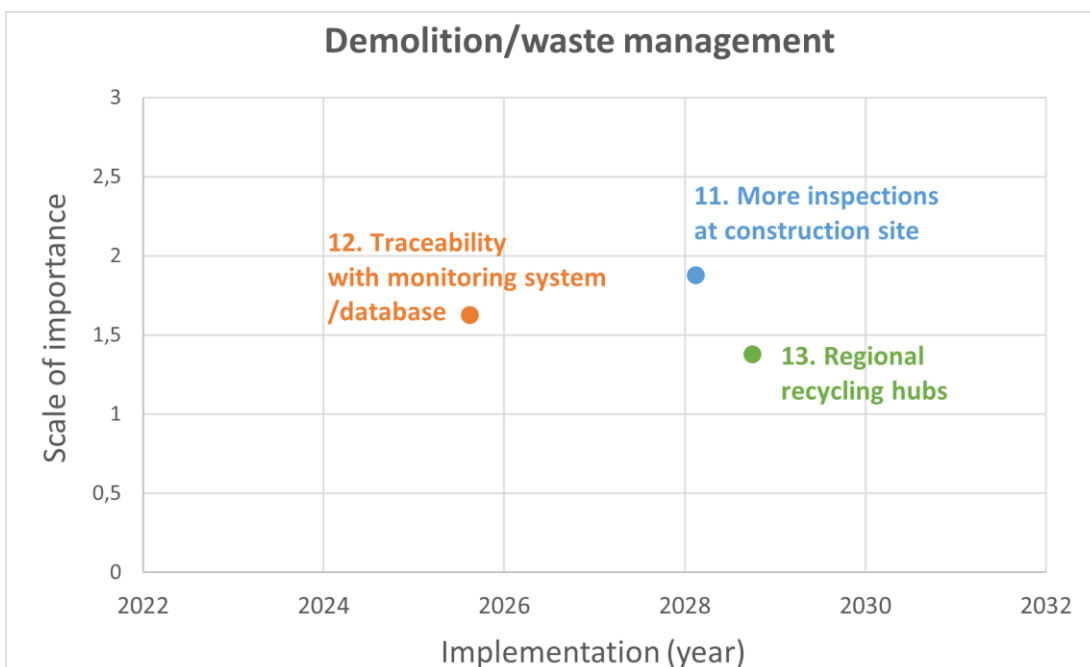 Demolition/waste management
3
2,5
2
1,5
1
0,5
0
Scale of importance
11. More inspections
at construction site
12. Traceability
with monitoring system
/database
13. Regional
recycling hubs
2022
2024
2026
2028
2030
2032
Implementation (year)